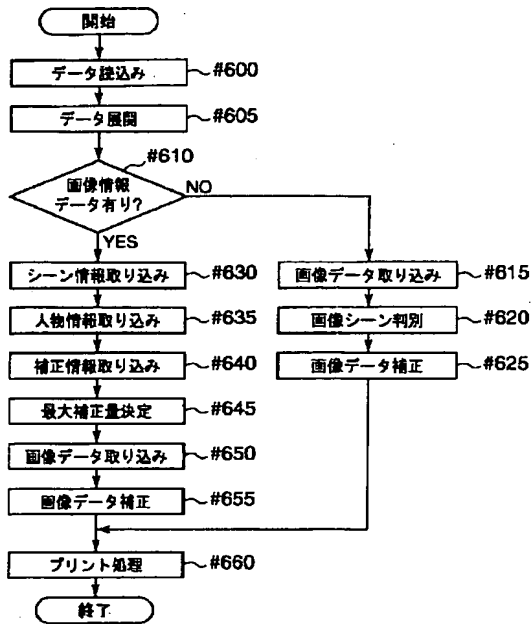 開始
データ読込み #600
データ展開 #605
#610
画像情報
データ有り?
NO
YES
シーン情報取り込み #630
人物情報取り込み #635
補正情報取り込み #640
最大補正量決定 #645
画像データ取り込み #650
画像データ補正 #655
画像データ取り込み #615
画像シーン判別 #620
画像データ補正 #625
プリント処理 #660
終了